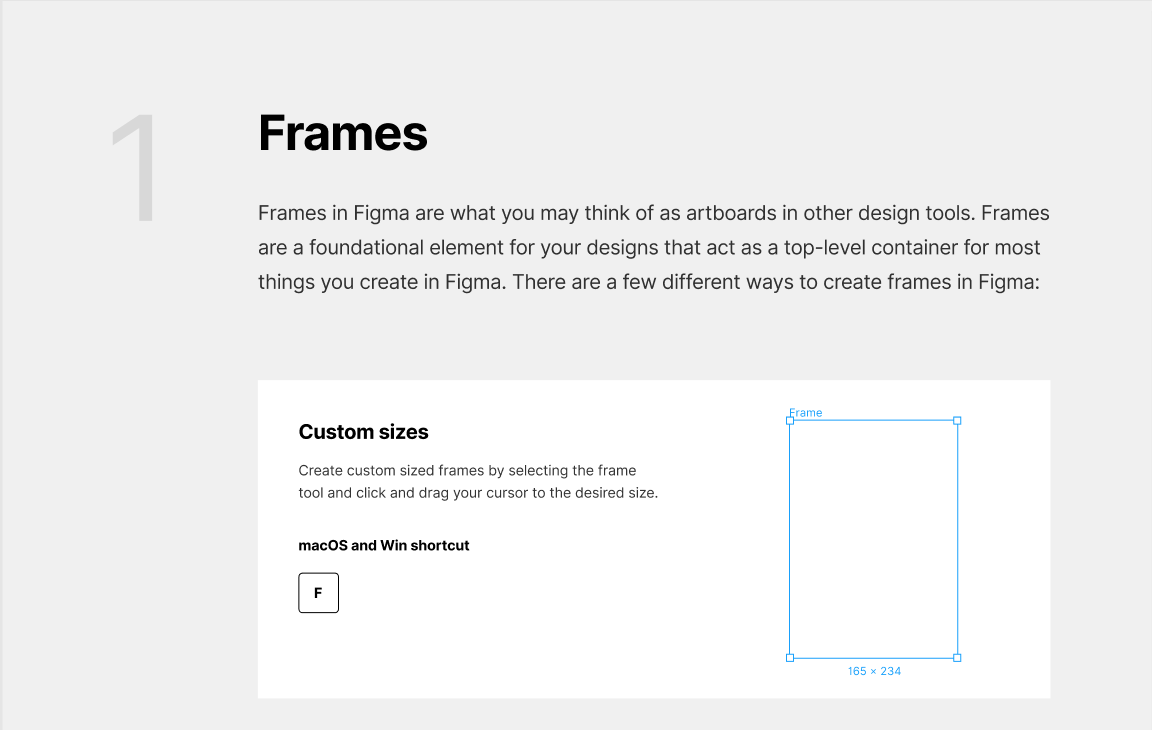 1
Frames
Frames in Figma are what you may think of as artboards in other design tools. Frames
are a foundational element for your designs that act as a top-level container for most
things you create in Figma. There are a few different ways to create frames in Figma:
Custom sizes
Create custom sized frames by selecting the frame
tool and click and drag your cursor to the desired size.
macOS and Win shortcut
F
Frame
165 × 234